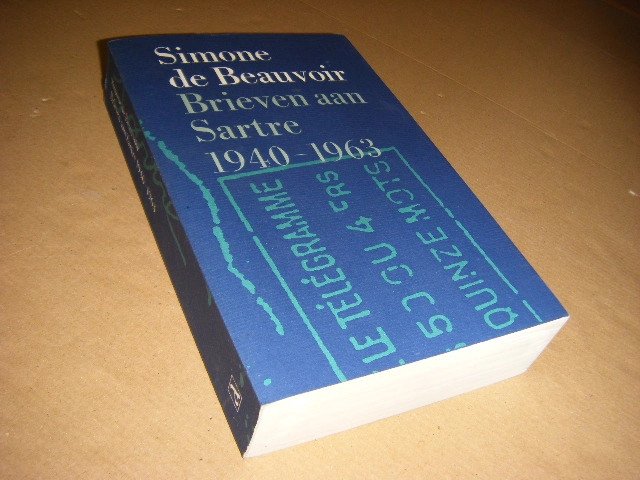 Simone
de Beauvoir
Brieven aan
Sartre
1940-1963
LE TÉLÉGRAMME
5) OU 4 FRS
QUINZE MOTS